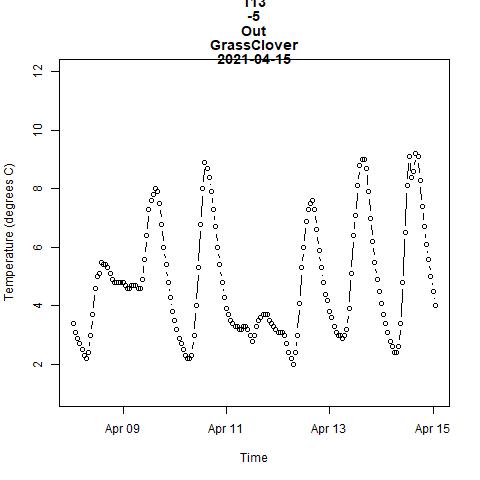 T13
-5
Out
GrassClover
2021-04-15
Temperature (degrees C)
12
10
8
6
4
2
Apr 09
Apr 11
Apr 13
Apr 15
Time